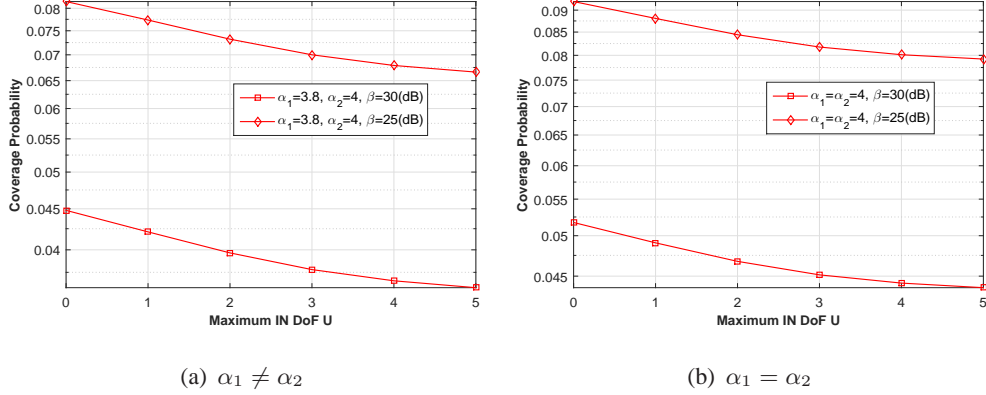 0.08
0.07
0.065
0.06
0.05
0.045
0.04
Coverage Probability
α1=3.8, α2=4, β=30(dB)
α1=3.8, α2=4, β=25(dB)
0 1 2 3 4 5
Maximum IN DoF U
(a) α1 ≠ α2
0.09
0.085
0.08
0.075
0.07
0.065
0.06
0.055
0.05
0.045
Coverage Probability
α1=α2=4, β=30(dB)
α1=α2=4, β=25(dB)
0 1 2 3 4 5
Maximum IN DoF U
(b) α1 = α2